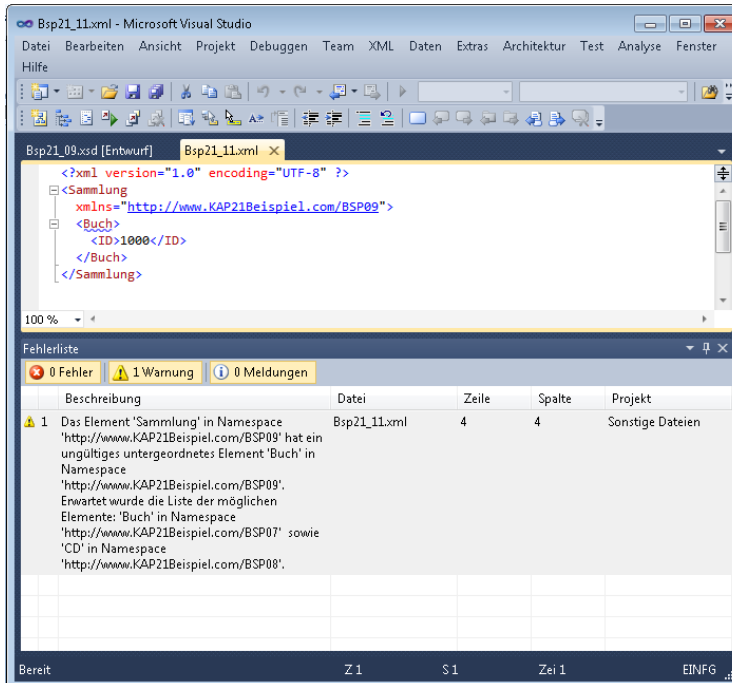 Bsp21_11.xml - Microsoft Visual Studio
Datei Bearbeiten Ansicht Projekt Debuggen Team XML Daten Extras Architektur Test Analyse Fenster
Hilfe
Bsp21_09.xsd [Entwurf] Bsp21_11.xml
<?xml version="1.0" encoding="UTF-8" ?>
<Sammlung
xmlns="http://www.KAP21Beispiel.com/BSP09">
<Buch>
<ID>1000</ID>
</Buch>
</Sammlung>
100 %
Fehlerliste
0 Fehler 1 Warnung 0 Meldungen
Beschreibung Datei Zeile Spalte Projekt
1 Das Element 'Sammlung' in Namespace Bsp21_11.xml 4 4 Sonstige Dateien
'http://www.KAP21Beispiel.com/BSP09' hat ein
ungültiges untergeordnetes Element 'Buch' in
Namespace
'http://www.KAP21Beispiel.com/BSP09'.
Erwartet wurde die Liste der möglichen
Elemente: 'Buch' in Namespace
'http://www.KAP21Beispiel.com/BSP07' sowie
'CD' in Namespace
'http://www.KAP21Beispiel.com/BSP08'.
Bereit Z 1 S 1 Zei 1 EINFG